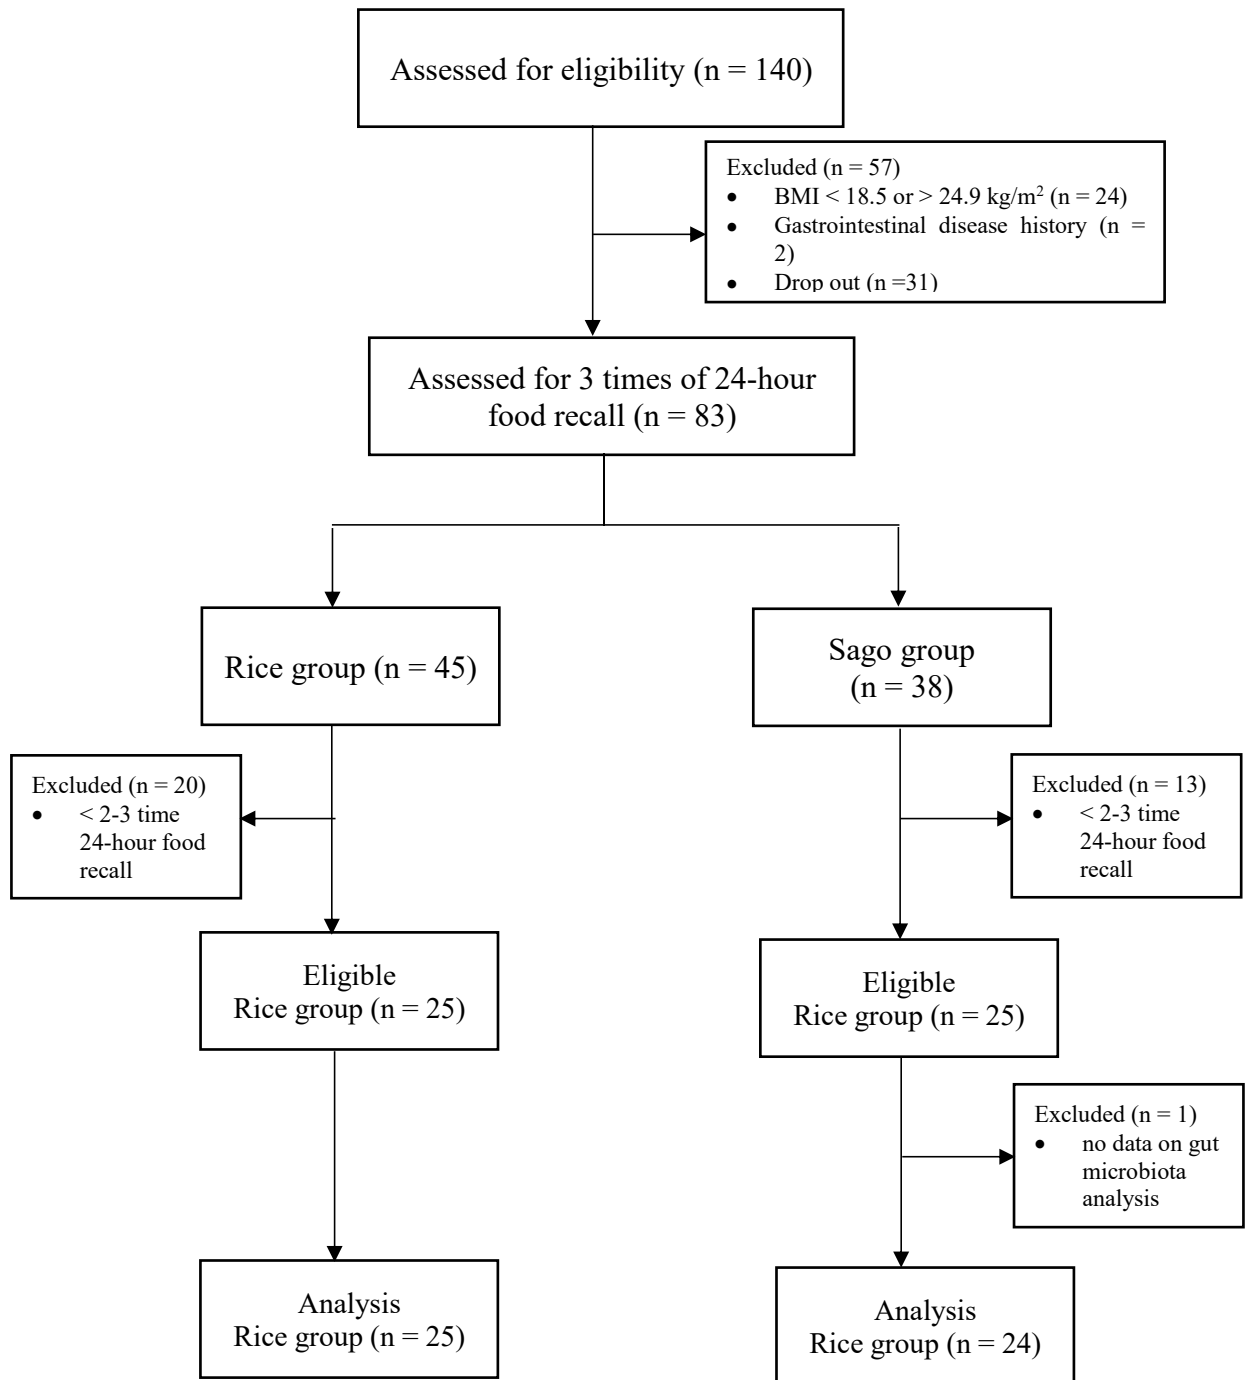 Assessed for eligibility (n = 140)
Excluded (n = 57)
• BMI < 18.5 or > 24.9 kg/m² (n = 24)
• Gastrointestinal disease history (n =
2)
• Drop out (n =31)
Assessed for 3 times of 24-hour
food recall (n = 83)
Rice group (n = 45)
Sago group
(n = 38)
Excluded (n = 20)
• < 2-3 time
24-hour food
recall
Excluded (n = 13)
• < 2-3 time
24-hour food
recall
Eligible
Rice group (n = 25)
Eligible
Rice group (n = 25)
Excluded (n = 1)
• no data on gut
microbiota
analysis
Analysis
Rice group (n = 25)
Analysis
Rice group (n = 24)